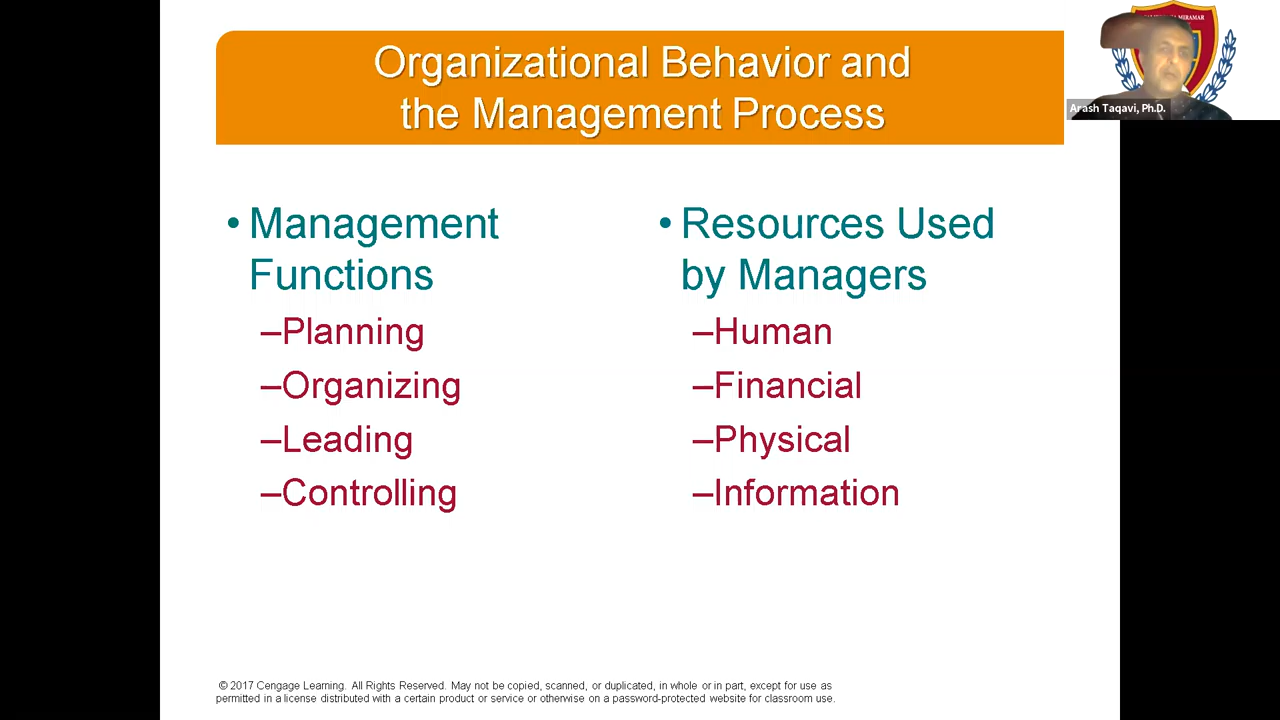 Organizational Behavior and
the Management Process
MIRAMAR
Arash Taqavi, Ph.D.
• Management
Functions
–Planning
–Organizing
–Leading
–Controlling
• Resources Used
by Managers
–Human
–Financial
–Physical
–Information
© 2017 Cengage Learning. All Rights Reserved. May not be copied, scanned, or duplicated, in whole or in part, except for use as
permitted in a license distributed with a certain product or service or otherwise on a password-protected website for classroom use.